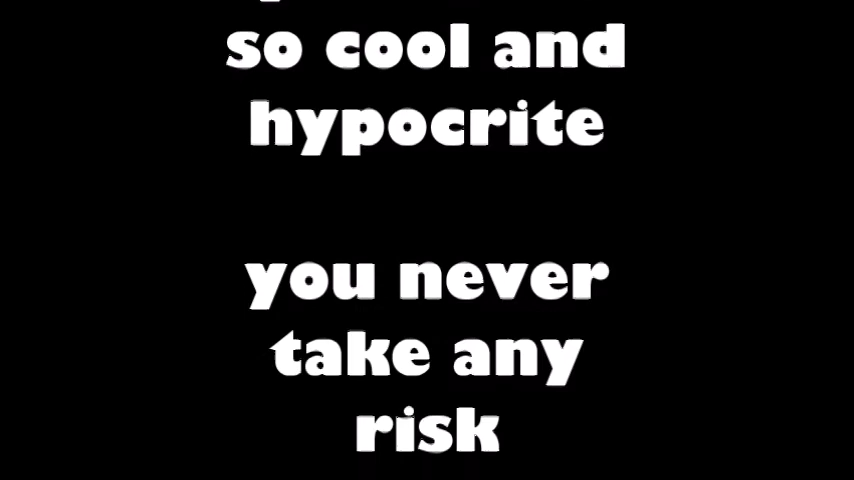 so cool and
hypocrite
you never
take any
risk